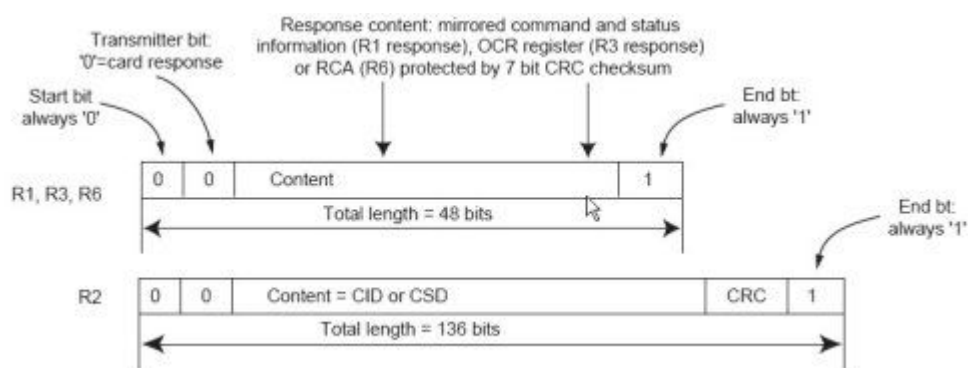 Response content: mirrored command and status
information (R1 response), OCR register (R3 response)
or RCA (R6) protected by 7 bit CRC checksum
Transmitter bit:
'0'=card response
Start bit
always '0'
End bt:
always '1'
R1, R3, R6
0 0 Content 1
Total length = 48 bits
End bt:
always '1'
R2
0 0 Content = CID or CSD CRC 1
Total length = 136 bits